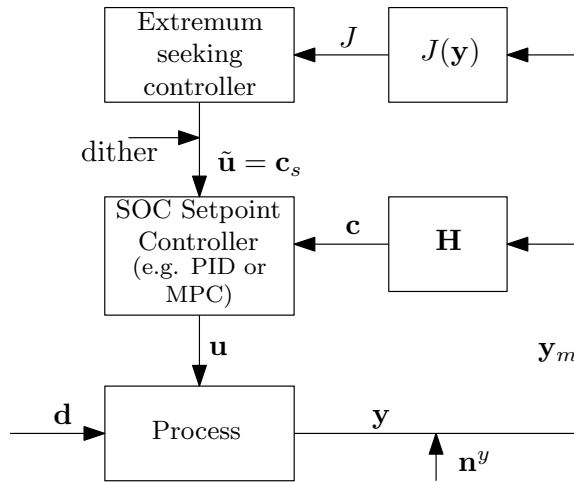 Extremum
seeking
controller
J
J(y)
dither
ũ = c_s
SOC Setpoint
Controller
(e.g. PID or
MPC)
c
H
u
y_m
d
Process
y
n^y